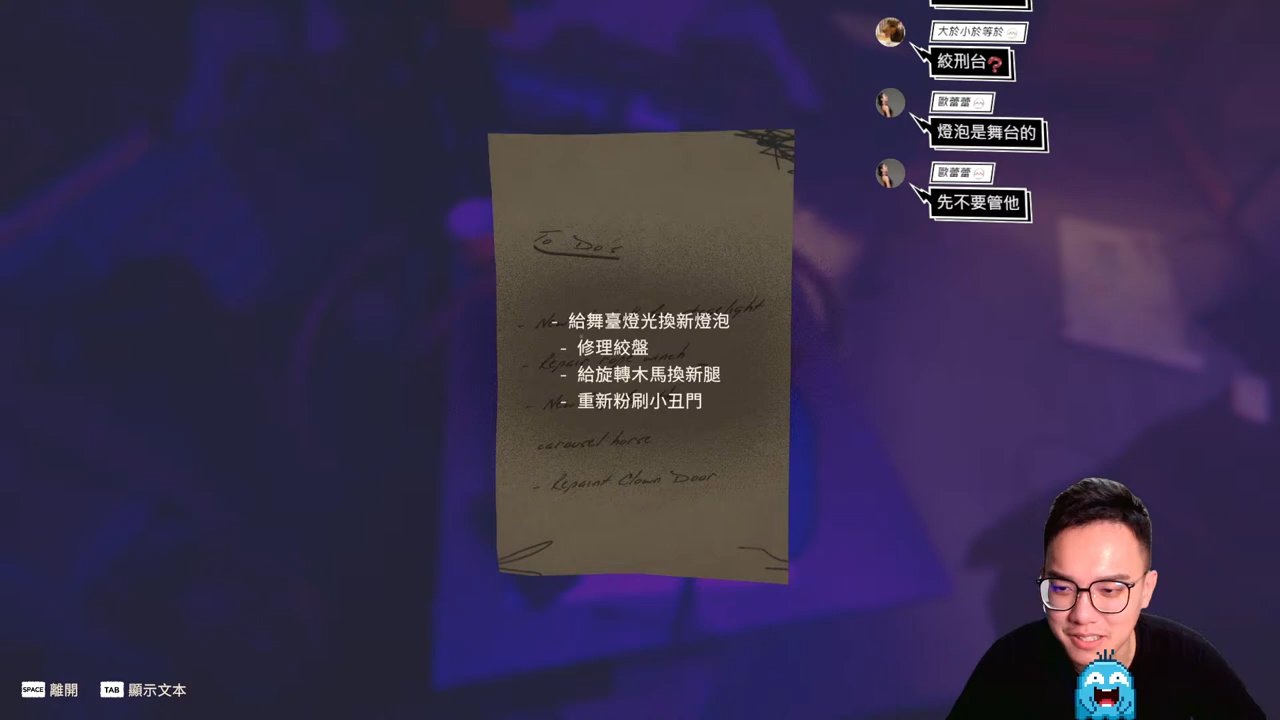 大於小於等於
絞刑台❓
歐蕾蕾
燈泡是舞台的
歐蕾蕾
先不要管他
To Do's
- 給舞臺燈光換新燈泡
- 修理絞盤
- 給旋轉木馬換新腿
- 重新粉刷小丑門
carousel horse
- Repaint Clown Door
SPACE 離開
TAB 顯示文本